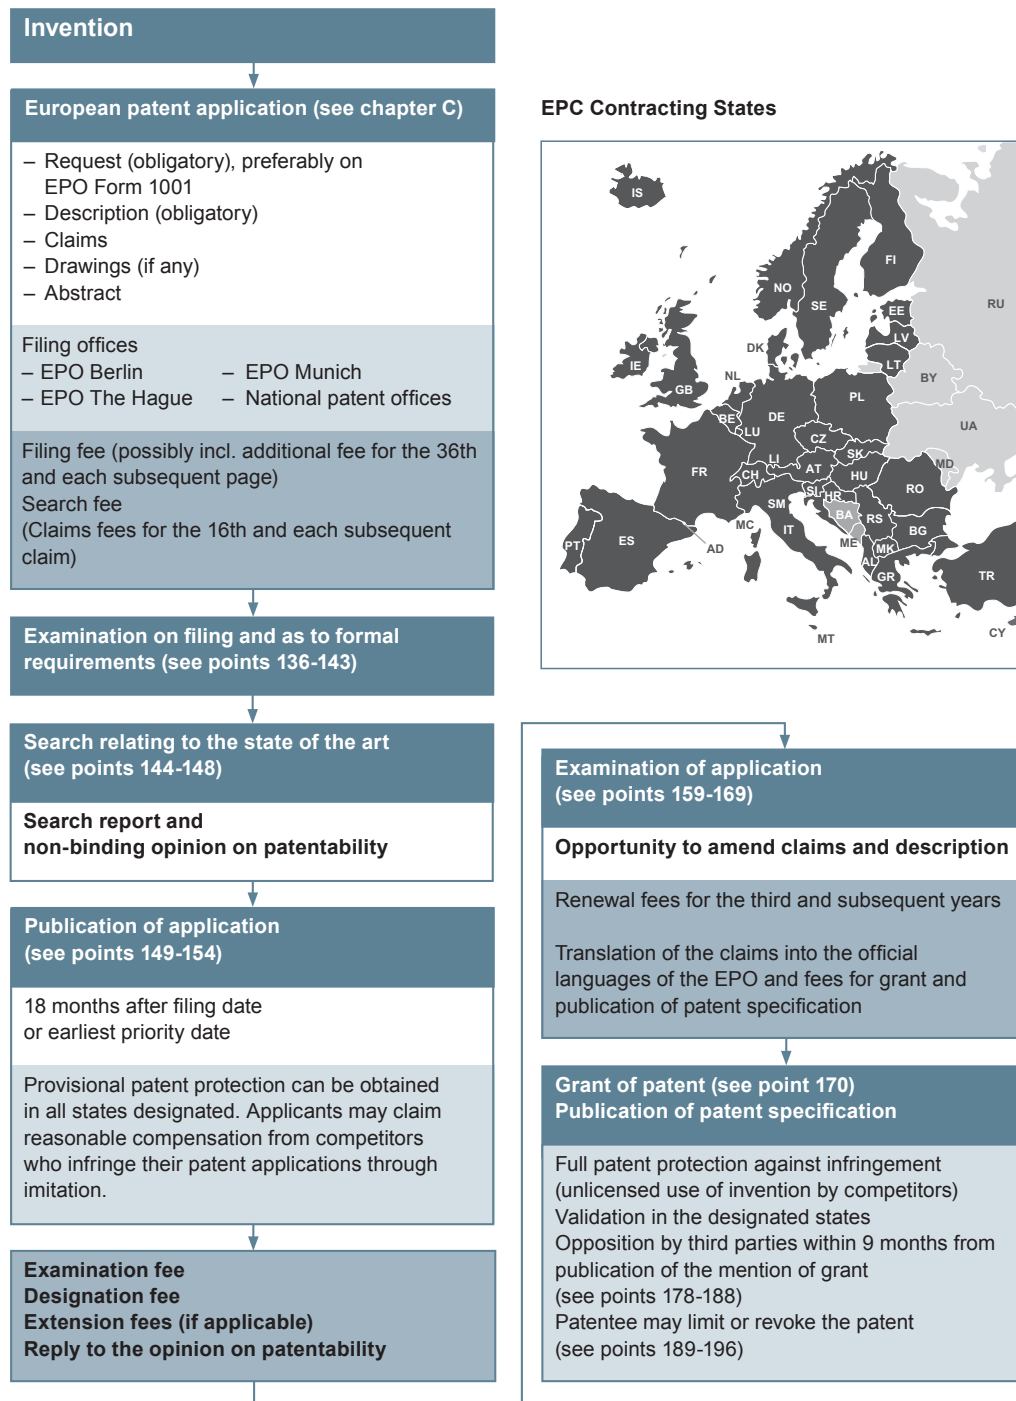 Invention
European patent application (see chapter C)
– Request (obligatory), preferably on
EPO Form 1001
– Description (obligatory)
– Claims
– Drawings (if any)
– Abstract
Filing offices
– EPO Berlin – EPO Munich
– EPO The Hague – National patent offices
Filing fee (possibly incl. additional fee for the 36th
and each subsequent page)
Search fee
(Claims fees for the 16th and each subsequent
claim)
Examination on filing and as to formal
requirements (see points 136-143)
Search relating to the state of the art
(see points 144-148)
Search report and
non-binding opinion on patentability
Publication of application
(see points 149-154)
18 months after filing date
or earliest priority date
Provisional patent protection can be obtained
in all states designated. Applicants may claim
reasonable compensation from competitors
who infringe their patent applications through
imitation.
Examination fee
Designation fee
Extension fees (if applicable)
Reply to the opinion on patentability
EPC Contracting States
IS
FI
NO
SE
RU
EE
LV
DK
LT
IE
NL
BY
GB
PL
BE
DE
LU
UA
CZ
SK
MD
LI
FR
CH
AT
HU
RO
SI
HR
SM
BA
RS
MC
IT
BG
ES
ME
PT
AD
MK
AL
GR
TR
CY
MT
Examination of application
(see points 159-169)
Opportunity to amend claims and description
Renewal fees for the third and subsequent years
Translation of the claims into the official
languages of the EPO and fees for grant and
publication of patent specification
Grant of patent (see point 170)
Publication of patent specification
Full patent protection against infringement
(unlicensed use of invention by competitors)
Validation in the designated states
Opposition by third parties within 9 months from
publication of the mention of grant
(see points 178-188)
Patentee may limit or revoke the patent
(see points 189-196)